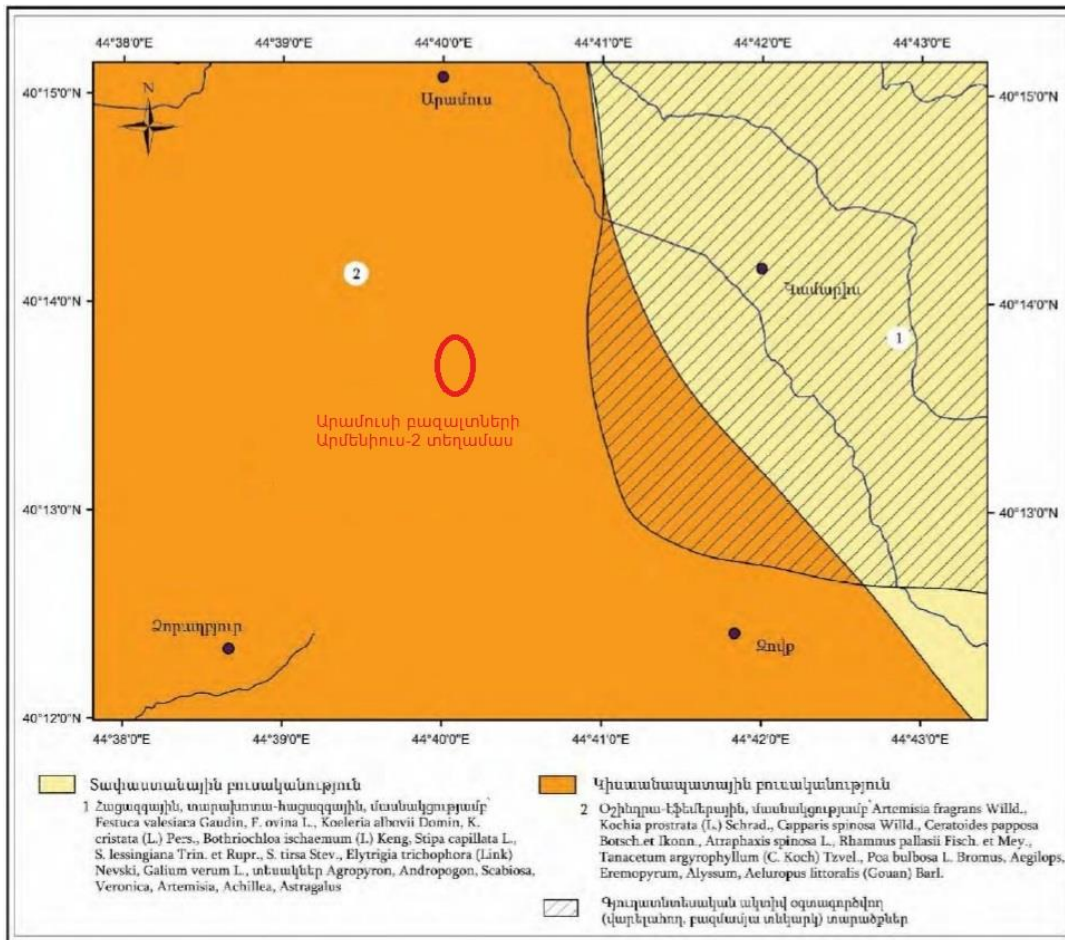 44°38'0"E 44°39'0"E 44°40'0"E 44°41'0"E 44°42'0"E 44°43'0"E
40°15'0"N 40°15'0"N
N
Արամուս
2
40°14'0"N 40°14'0"N
Կամարիս
1
Արամուսի բազալտների
Արմենիուս-2 տեղամաս
40°13'0"N 40°13'0"N
Ձորաղբյուր
Ջովք
40°12'0"N 40°12'0"N
44°38'0"E 44°39'0"E 44°40'0"E 44°41'0"E 44°42'0"E 44°43'0"E
Տափաստանային բուսականություն
1 Հացազգային, տարախոտա-հացազգային, մասնակցությամբ՝
Festuca valesiaca Gaudin, F. ovina L., Koeleria albovii Domin, K.
cristata (L.) Pers., Bothriochloa ischaemum (L) Keng, Stipa capillata L,
S. lessingiana Trin. et Rupr., S. tirsa Stev., Elytrigia trichophora (Link)
Nevski, Galium verum L., տեսակներ Agropyron, Andropogon, Scabiosa,
Veronica, Artemisia, Achillea, Astragalus
Կիսաանապատային բուսականություն
2 Օշինդրա-էֆեմերային, մասնակցությամբ՝ Artemisia fragrans Willd.,
Kochia prostrata (L.) Schrad., Capparis spinosa Willd., Ceratoides papposa
Botsch.et Ikonn., Atraphaxis spinosa L., Rhamnus pallasii Fisch. et Mey.,
Tanacetum argyrophyllum (C. Koch) Tzvel., Poa bulbosa L. Bromus, Aegilops,
Eremopyrum, Alyssum, Aeluropus littoralis (Gouan) Barl.
Գյուղատնտեսական ակտիվ օգտագործվող
(վարելահող, բազմամյա տնկարկ) տարածքներ